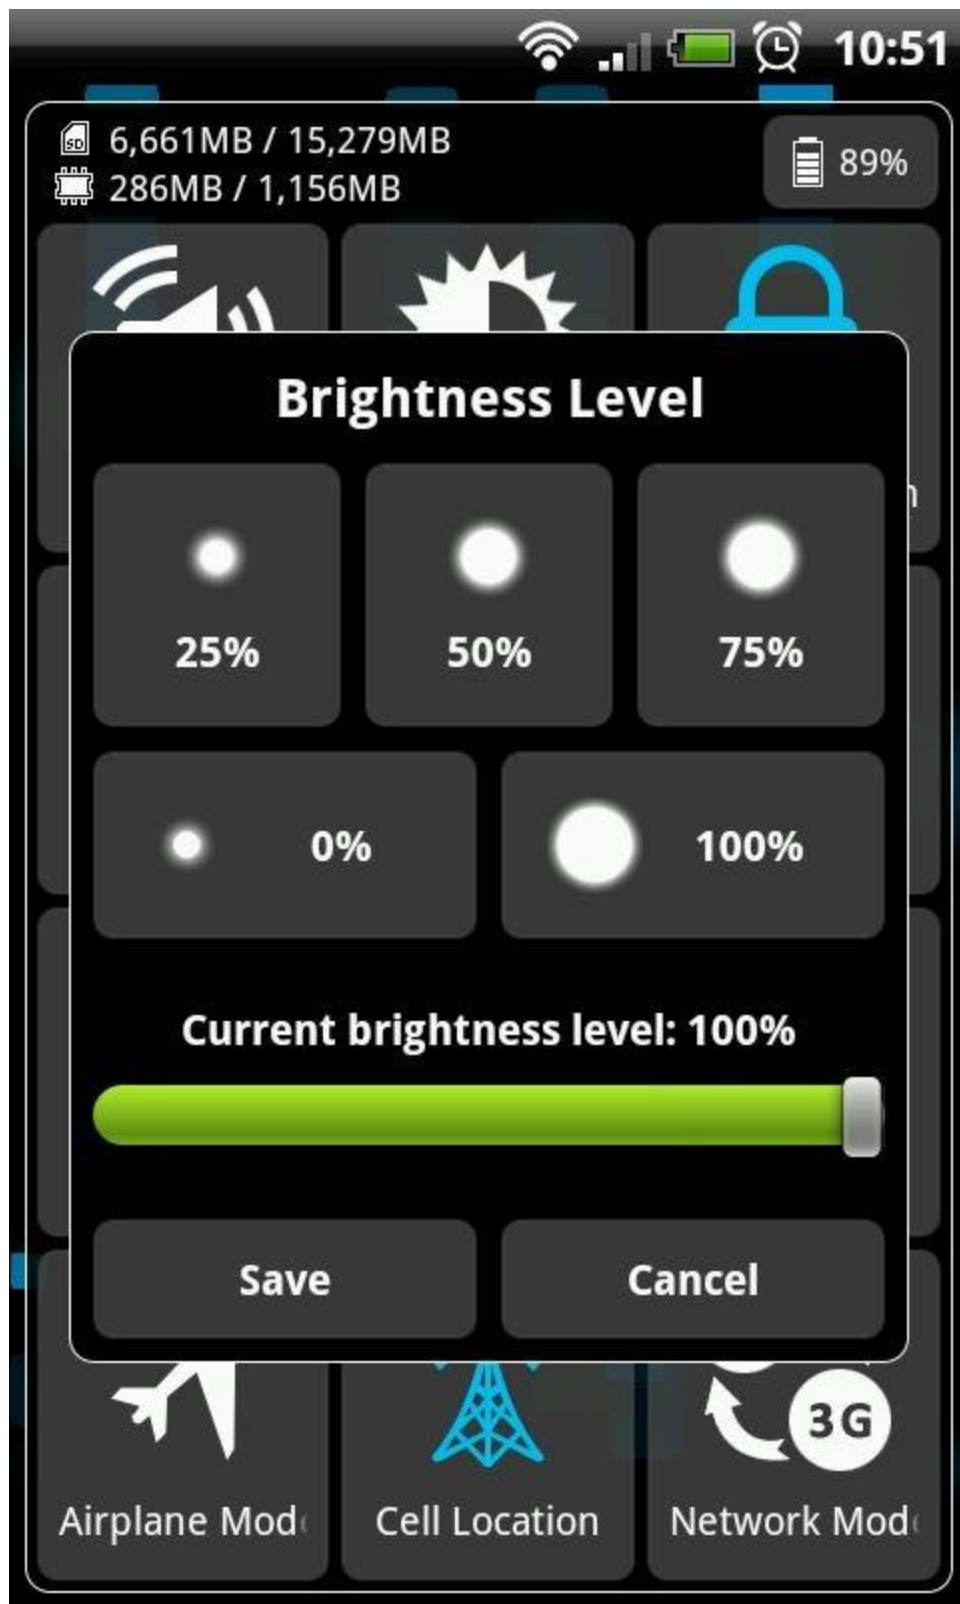 10:51
SD
6,661MB / 15,279MB
286MB / 1,156MB
89%
Brightness Level
25%
50%
75%
0%
100%
Current brightness level: 100%
Save
Cancel
3G
Airplane Mod
Cell Location
Network Mod